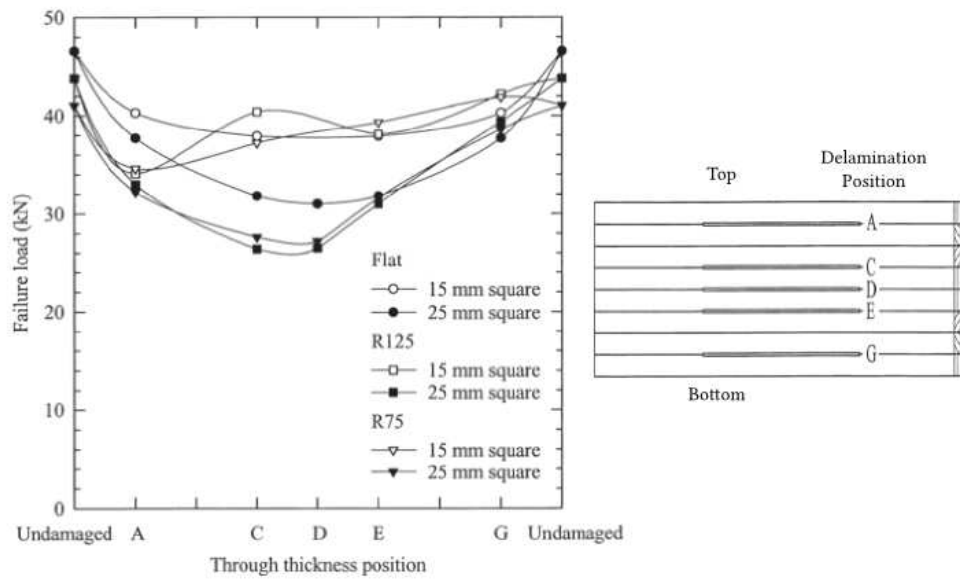 50
40
30
20
10
0
Failure load (kN)
Flat
15 mm square
25 mm square
R125
15 mm square
25 mm square
R75
15 mm square
25 mm square
Undamaged A C D E G Undamaged
Through thickness position
Top
Delamination
Position
A
C
D
E
G
Bottom